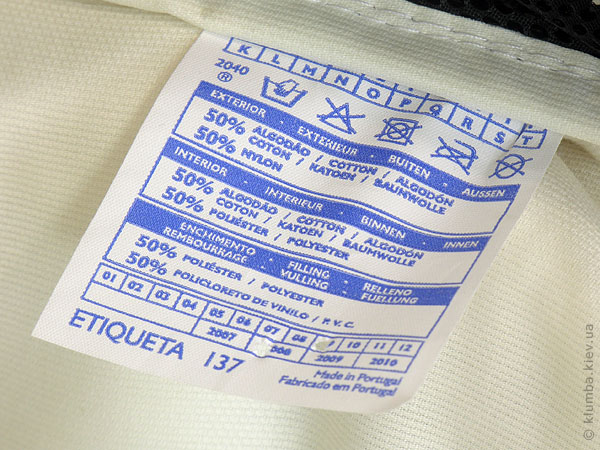 K L M N O P Q R S T
2040
®
EXTERIOR · EXTERIEUR · BUITEN · AUSSEN
50% ALGODÃO / COTTON / ALGODÓN
COTON / KATOEN / BAUMWOLLE
50% NYLON
INTERIOR · INTERIEUR · BINNEN · INNEN
50% ALGODÃO / COTTON / ALGODÓN
COTON / KATOEN / BAUMWOLLE
50% POLIÉSTER / POLYESTER
ENCHIMENTO · FILLING · RELLENO
REMBOURRAGE · VULLING · FUELLUNG
50% POLIÉSTER / POLYESTER
50% POLICLORETO DE VINILO / P.V.C.
01 02 03 04 05 06 07 08 10 11 12
2007 2009 2010
ETIQUETA 137
Made in Portugal
Fabricado em Portugal
© klumba.kiev.ua